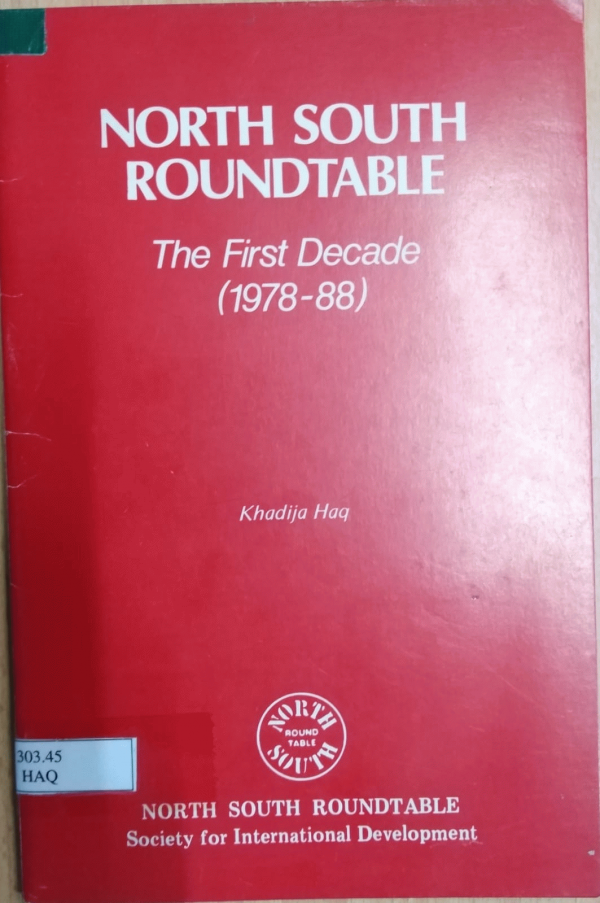 NORTH SOUTH
ROUNDTABLE
The First Decade
(1978-88)
Khadija Haq
NORTH
ROUND
TABLE
SOUTH
303.45
HAQ
NORTH SOUTH ROUNDTABLE
Society for International Development